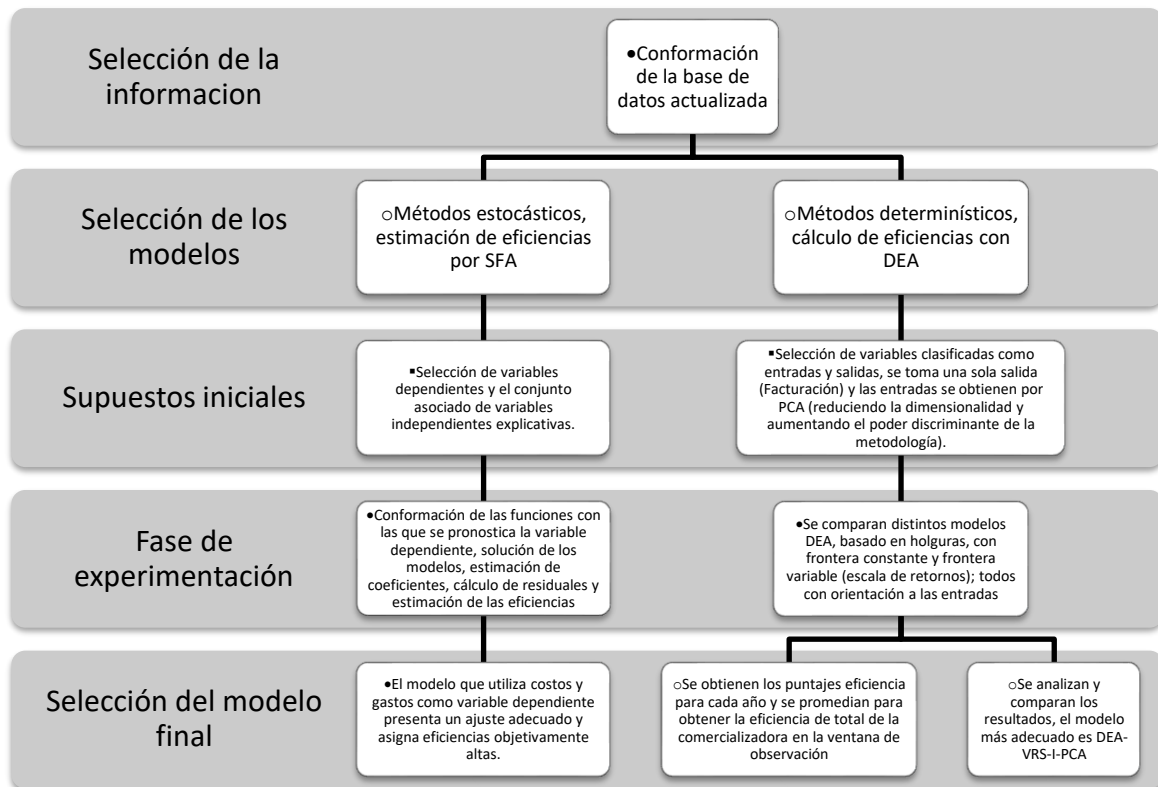 Selección de la
informacion
•Conformación
de la base de
datos actualizada
Selección de los
modelos
○Métodos estocásticos,
estimación de eficiencias
por SFA
○Métodos determinísticos,
cálculo de eficiencias con
DEA
Supuestos iniciales
▪Selección de variables
dependientes y el conjunto
asociado de variables
independientes explicativas.
▪Selección de variables clasificadas como
entradas y salidas, se toma una sola salida
(Facturación) y las entradas se obtienen por
PCA (reduciendo la dimensionalidad y
aumentando el poder discriminante de la
metodología).
Fase de
experimentación
•Conformación de las funciones con
las que se pronostica la variable
dependiente, solución de los
modelos, estimación de
coeficientes, cálculo de residuales y
estimación de las eficiencias
•Se comparan distintos modelos
DEA, basado en holguras, con
frontera constante y frontera
variable (escala de retornos); todos
con orientación a las entradas
Selección del modelo
final
•El modelo que utiliza costos y
gastos como variable dependiente
presenta un ajuste adecuado y
asigna eficiencias objetivamente
altas.
○Se obtienen los puntajes eficiencia
para cada año y se promedian para
obtener la eficiencia de total de la
comercializadora en la ventana de
observación
○Se analizan y
comparan los
resultados, el modelo
más adecuado es DEA-
VRS-I-PCA